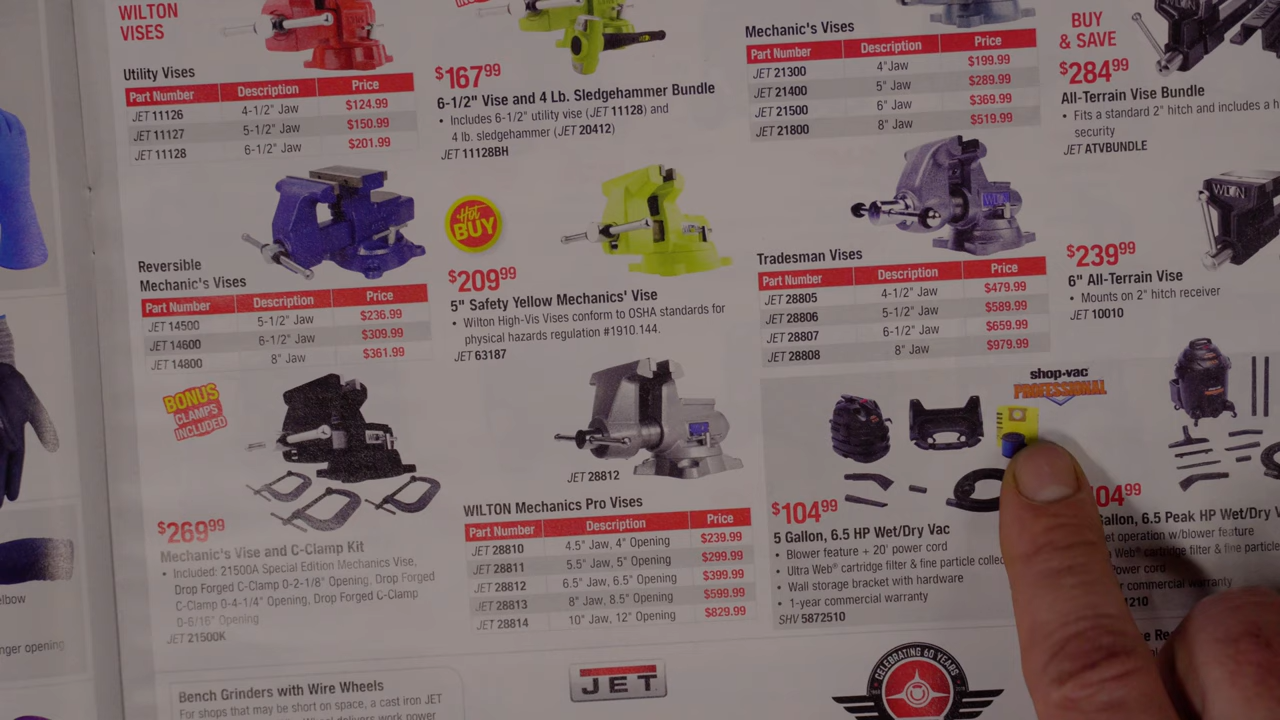 WILTON
VISES
Utility Vises
Part Number Description Price
JET 11126 4-1/2" Jaw $124.99
JET 11127 5-1/2" Jaw $150.99
JET 11128 6-1/2" Jaw $201.99
$167.99
6-1/2" Vise and 4 Lb. Sledgehammer Bundle
• Includes 6-1/2" utility vise (JET 11128) and
4 lb. sledgehammer (JET 20412)
JET 11128BH
Mechanic's Vises
Part Number Description Price
JET 21300 4"Jaw $199.99
JET 21400 5" Jaw $289.99
JET 21500 6" Jaw $369.99
JET 21800 8" Jaw $519.99
BUY
& SAVE
$284.99
All-Terrain Vise Bundle
• Fits a standard 2" hitch and includes a h
security
JET ATVBUNDLE
Reversible
Mechanic's Vises
Part Number Description Price
JET 14500 5-1/2" Jaw $236.99
JET 14600 6-1/2" Jaw $309.99
JET 14800 8" Jaw $361.99
Hot
BUY
$209.99
5" Safety Yellow Mechanics' Vise
• Wilton High-Vis Vises conform to OSHA standards for
physical hazards regulation #1910.144.
JET 63187
Tradesman Vises
Part Number Description Price
JET 28805 4-1/2" Jaw $479.99
JET 28806 5-1/2" Jaw $589.99
JET 28807 6-1/2" Jaw $659.99
JET 28808 8" Jaw $979.99
WILTON
$239.99
6" All-Terrain Vise
• Mounts on 2" hitch receiver
JET 10010
BONUS
CLAMPS
INCLUDED
$269.99
Mechanic's Vise and C-Clamp Kit
• Included: 21500A Special Edition Mechanics Vise,
Drop Forged C-Clamp 0-2-1/8" Opening, Drop Forged
C-Clamp 0-4-1/4" Opening, Drop Forged C-Clamp
0-6/16" Opening
JET 21500K
JET 28812
WILTON Mechanics Pro Vises
Part Number Description Price
JET 28810 4.5" Jaw, 4" Opening $239.99
JET 28811 5.5" Jaw, 5" Opening $299.99
JET 28812 6.5" Jaw, 6.5" Opening $399.99
JET 28813 8" Jaw, 8.5" Opening $599.99
JET 28814 10" Jaw, 12" Opening $829.99
shop·vac
PROFESSIONAL
$104.99
5 Gallon, 6.5 HP Wet/Dry Vac
• Blower feature + 20' power cord
• Ultra Web® cartridge filter & fine particle collec
• Wall storage bracket with hardware
• 1-year commercial warranty
SHV 5872510
04.99
Gallon, 6.5 Peak HP Wet/Dry V
et operation w/blower feature
Web® cartridge filter & fine particle
Power cord
commercial warranty
210
elbow
nger opening
Bench Grinders with Wire Wheels
For shops that may be short on space, a cast iron JET
JET
CELEBRATING 60 YEARS